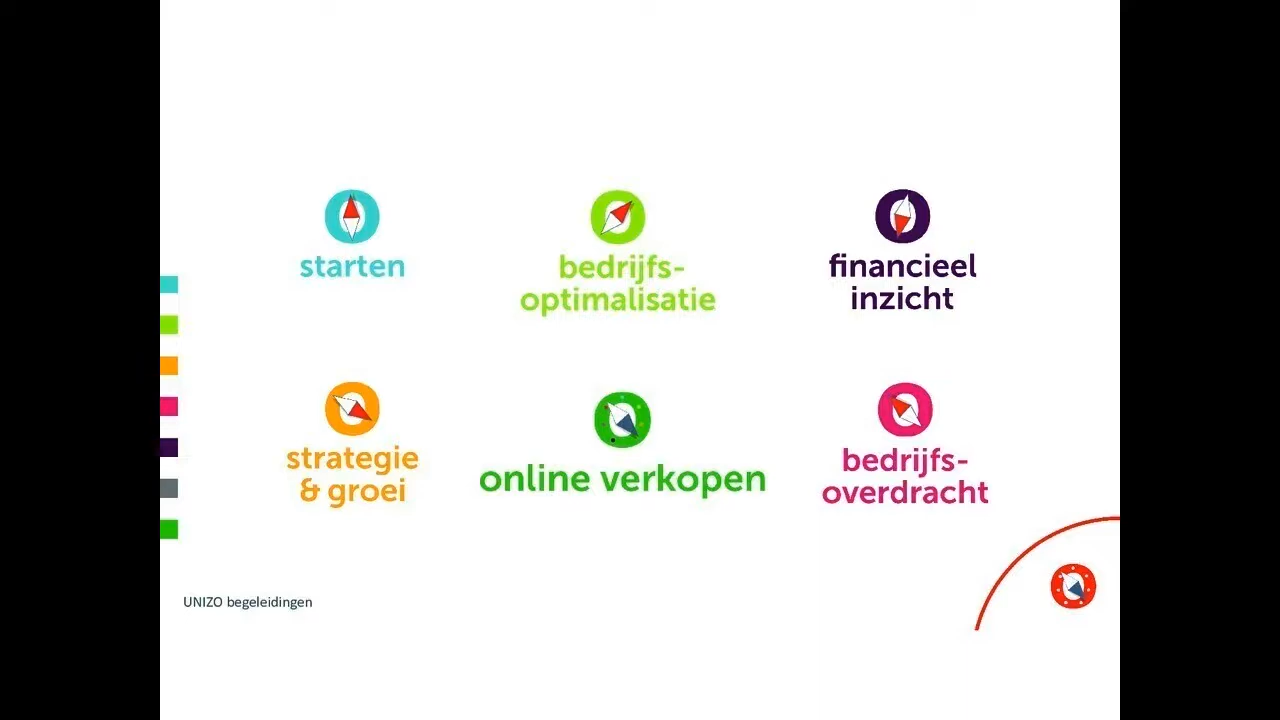 starten
bedrijfs-
optimalisatie
financieel
inzicht
strategie
& groei
online verkopen
bedrijfs-
overdracht
UNIZO begeleidingen